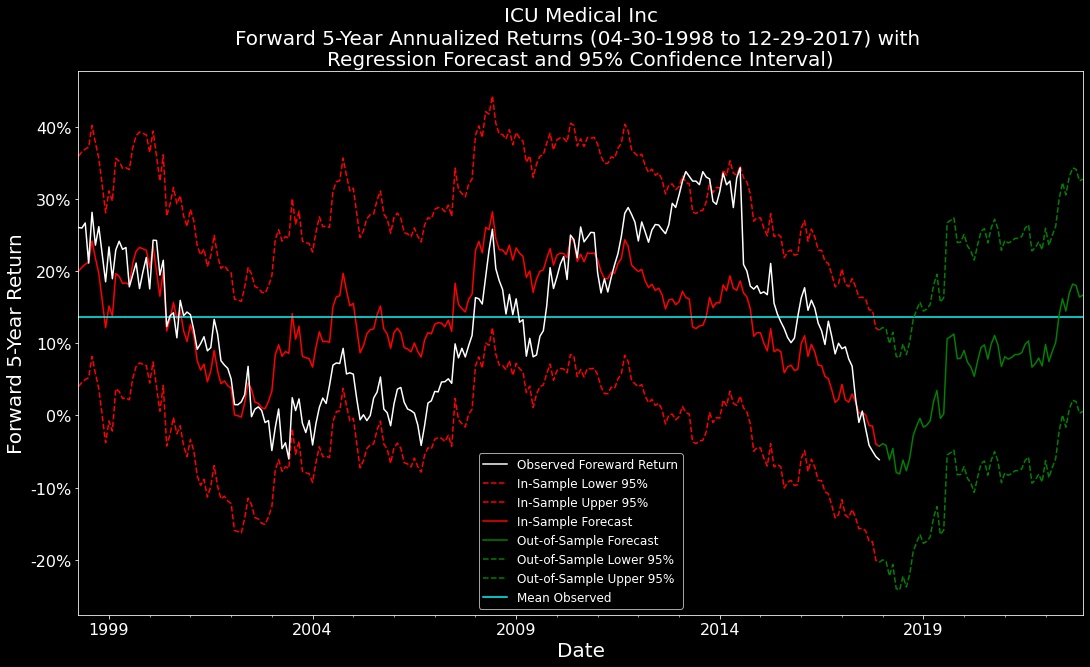 ICU Medical Inc
Forward 5-Year Annualized Returns (04-30-1998 to 12-29-2017) with
Regression Forecast and 95% Confidence Interval)
Forward 5-Year Return
40%
30%
20%
10%
0%
-10%
-20%
Observed Foreward Return
In-Sample Lower 95%
In-Sample Upper 95%
In-Sample Forecast
Out-of-Sample Forecast
Out-of-Sample Lower 95%
Out-of-Sample Upper 95%
Mean Observed
1999 2004 2009 2014 2019
Date